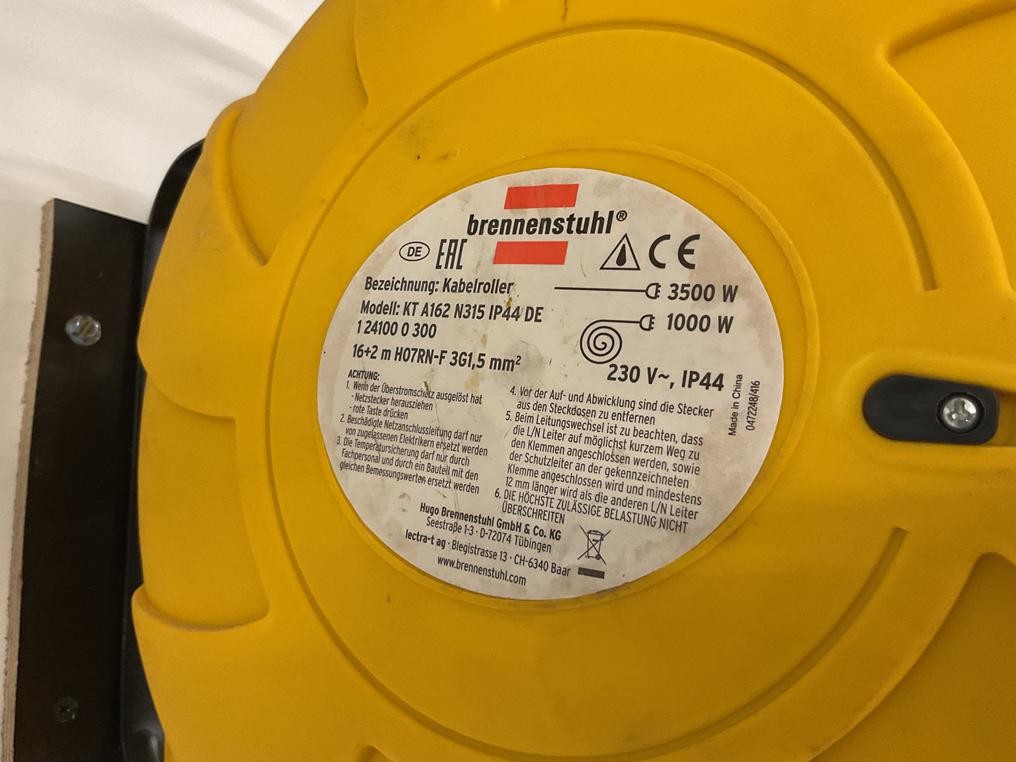 brennenstuhl®
DE EAC CE
Bezeichnung: Kabelroller
3500 W
Modell: KT A162 N315 IP44 DE
1000 W
1 24100 0 300
16+2 m H07RN-F 3G1,5 mm²
230 V~, IP44
ACHTUNG:
1. Wenn der Überstromschutz ausgelöst hat
- Netzstecker herausziehen
- rote Taste drücken
2. Beschädigte Netzanschlussleitung darf nur
von zugelassenen Elektrikern ersetzt werden
3. Die Temperatursicherung darf nur durch
Fachpersonal und durch ein Bauteil mit den
gleichen Bemessungswerten ersetzt werden
4. Vor der Auf- und Abwicklung sind die Stecker
aus den Steckdosen zu entfernen
5. Beim Leitungswechsel ist zu beachten, dass
die L/N Leiter auf möglichst kurzem Weg zu
den Klemmen angeschlossen werden, sowie
der Schutzleiter an der gekennzeichneten
Klemme angeschlossen wird und mindestens
12 mm länger wird als die anderen L/N Leiter
6. DIE HÖCHSTE ZULÄSSIGE BELASTUNG NICHT
ÜBERSCHREITEN
Made in China
0472248/416
Hugo Brennenstuhl GmbH & Co. KG
Seestraße 1-3 · D-72074 Tübingen
lectra-t ag · Blegistrasse 13 · CH-6340 Baar
www.brennenstuhl.com